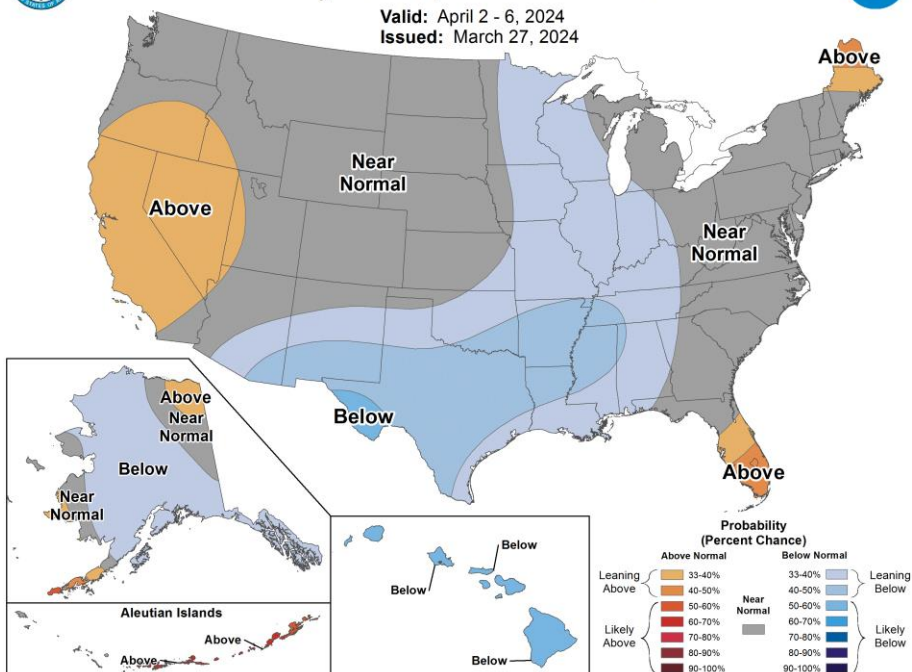 Valid: April 2 - 6, 2024
Issued: March 27, 2024
Above
Near
Normal
Above
Near
Normal
Below
Above
Above
Near
Normal
Below
Near
Normal
Aleutian Islands
Above
Above
Below
Below
Below
Probability
(Percent Chance)
Above Normal
Below Normal
Leaning
Above
33-40%
40-50%
Likely
Above
50-60%
60-70%
70-80%
80-90%
90-100%
Near
Normal
33-40%
40-50%
Leaning
Below
50-60%
60-70%
70-80%
80-90%
90-100%
Likely
Below